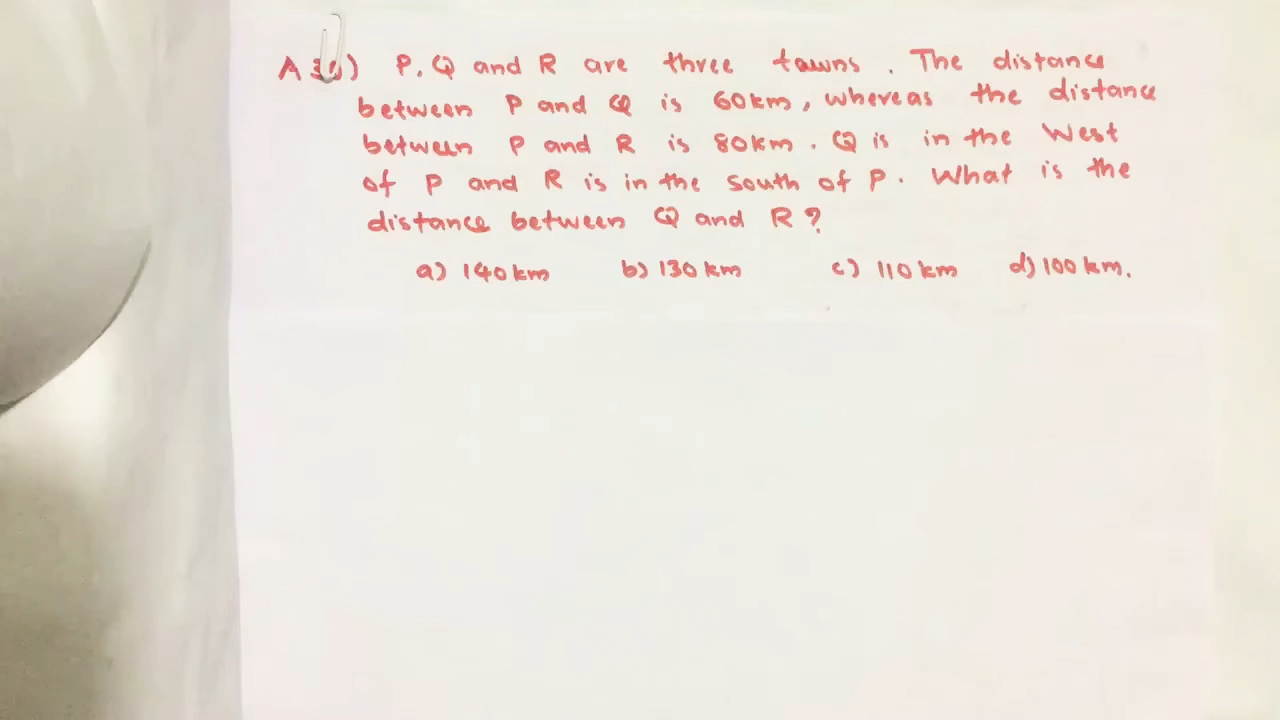 P, Q and R are three towns. The distance
between P and Q is 60km, whereas the distance
between P and R is 80km. Q is in the West
of P and R is in the south of P. What is the
distance between Q and R?
a) 140km b) 130km c) 110km d) 100km.